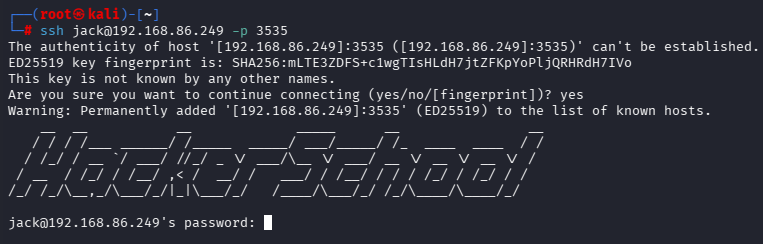 ┌──(root㉿kali)-[~]
└─# ssh jack@192.168.86.249 -p 3535
The authenticity of host '[192.168.86.249]:3535 ([192.168.86.249]:3535)' can't be established.
ED25519 key fingerprint is: SHA256:mLTE3ZDFS+c1wgTIsHLdH7jtZFKpYoPljQRHRdH7IVo
This key is not known by any other names.
Are you sure you want to continue connecting (yes/no/[fingerprint])? yes
Warning: Permanently added '[192.168.86.249]:3535' (ED25519) to the list of known hosts.
Hacker School
jack@192.168.86.249's password: